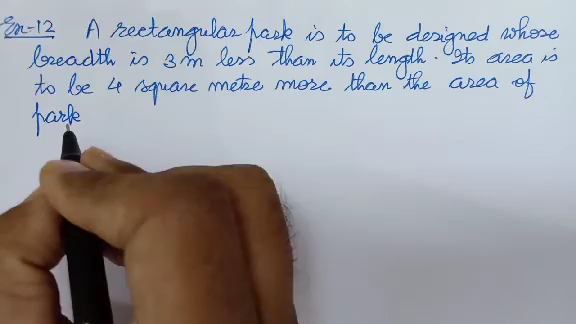 Ex-12 A rectangular park is to be designed whose
breadth is 3 m less than its length. Its area is
to be 4 square metre more than the area of
park